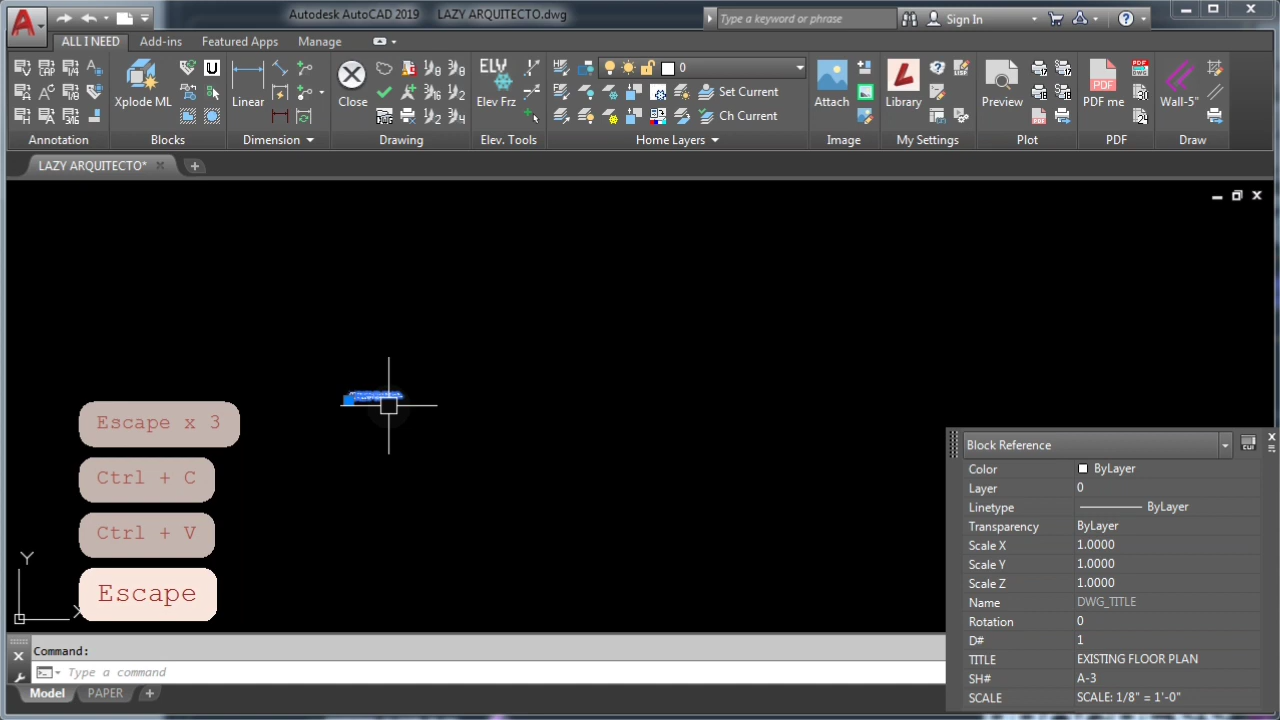 Autodesk AutoCAD 2019 LAZY ARQUITECTO.dwg
Type a keyword or phrase
Sign In
ALL I NEED Add-ins Featured Apps Manage
Xplode ML
Linear
Close
ELV
Elev Frz
0
Set Current
Ch Current
Attach
Library
Preview
PDF me
Wall-5"
Annotation Blocks Dimension Drawing Elev. Tools Home Layers Image My Settings Plot PDF Draw
LAZY ARQUITECTO*
Escape x 3
Ctrl + C
Ctrl + V
Escape
Y
X
Block Reference
Color ByLayer
Layer 0
Linetype ByLayer
Transparency ByLayer
Scale X 1.0000
Scale Y 1.0000
Scale Z 1.0000
Name DWG_TITLE
Rotation 0
D# 1
TITLE EXISTING FLOOR PLAN
SH# A-3
SCALE SCALE: 1/8" = 1'-0"
Command:
Type a command
Model PAPER